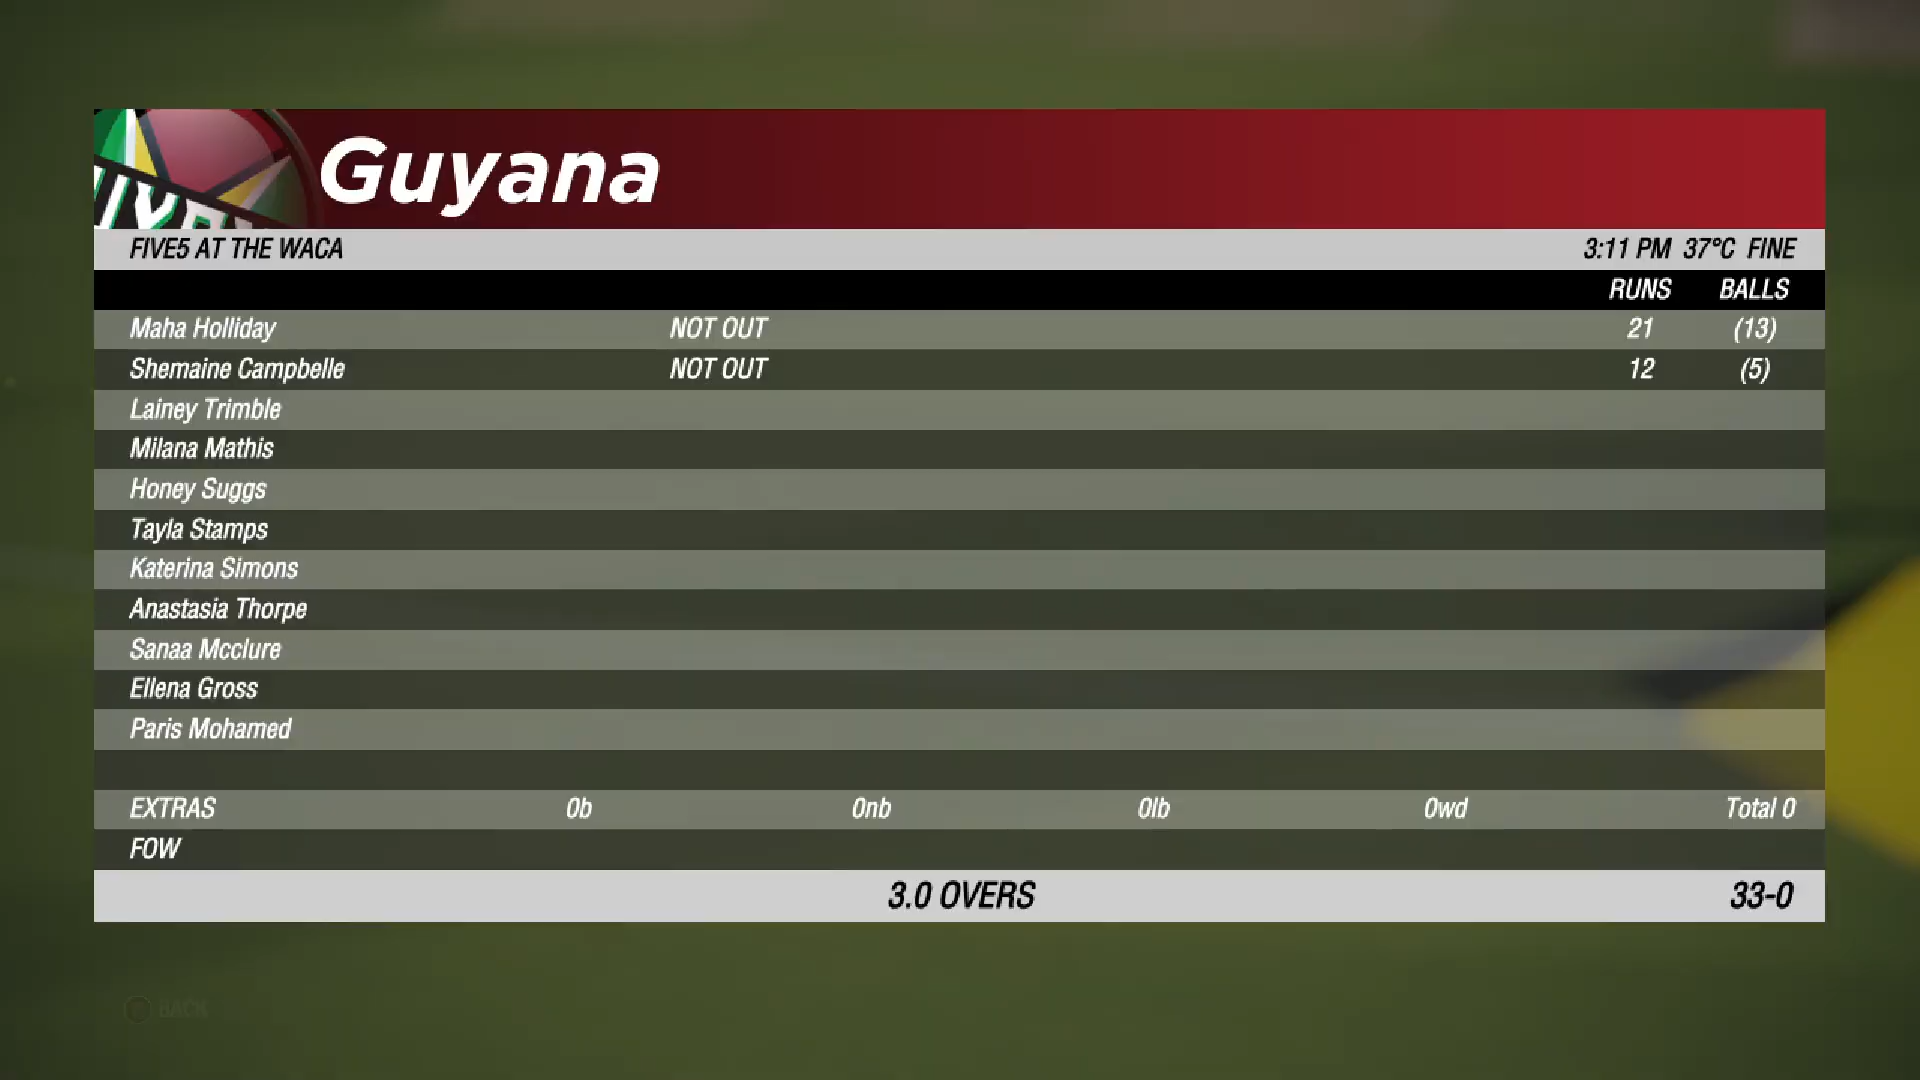 Guyana
FIVE5 AT THE WACA 3:11 PM 37°C FINE
RUNS BALLS
Maha Holliday NOT OUT 21 (13)
Shemaine Campbelle NOT OUT 12 (5)
Lainey Trimble
Milana Mathis
Honey Suggs
Tayla Stamps
Katerina Simons
Anastasia Thorpe
Sanaa Mcclure
Ellena Gross
Paris Mohamed
EXTRAS 0b 0nb 0lb 0wd Total 0
FOW
3.0 OVERS 33-0
BACK